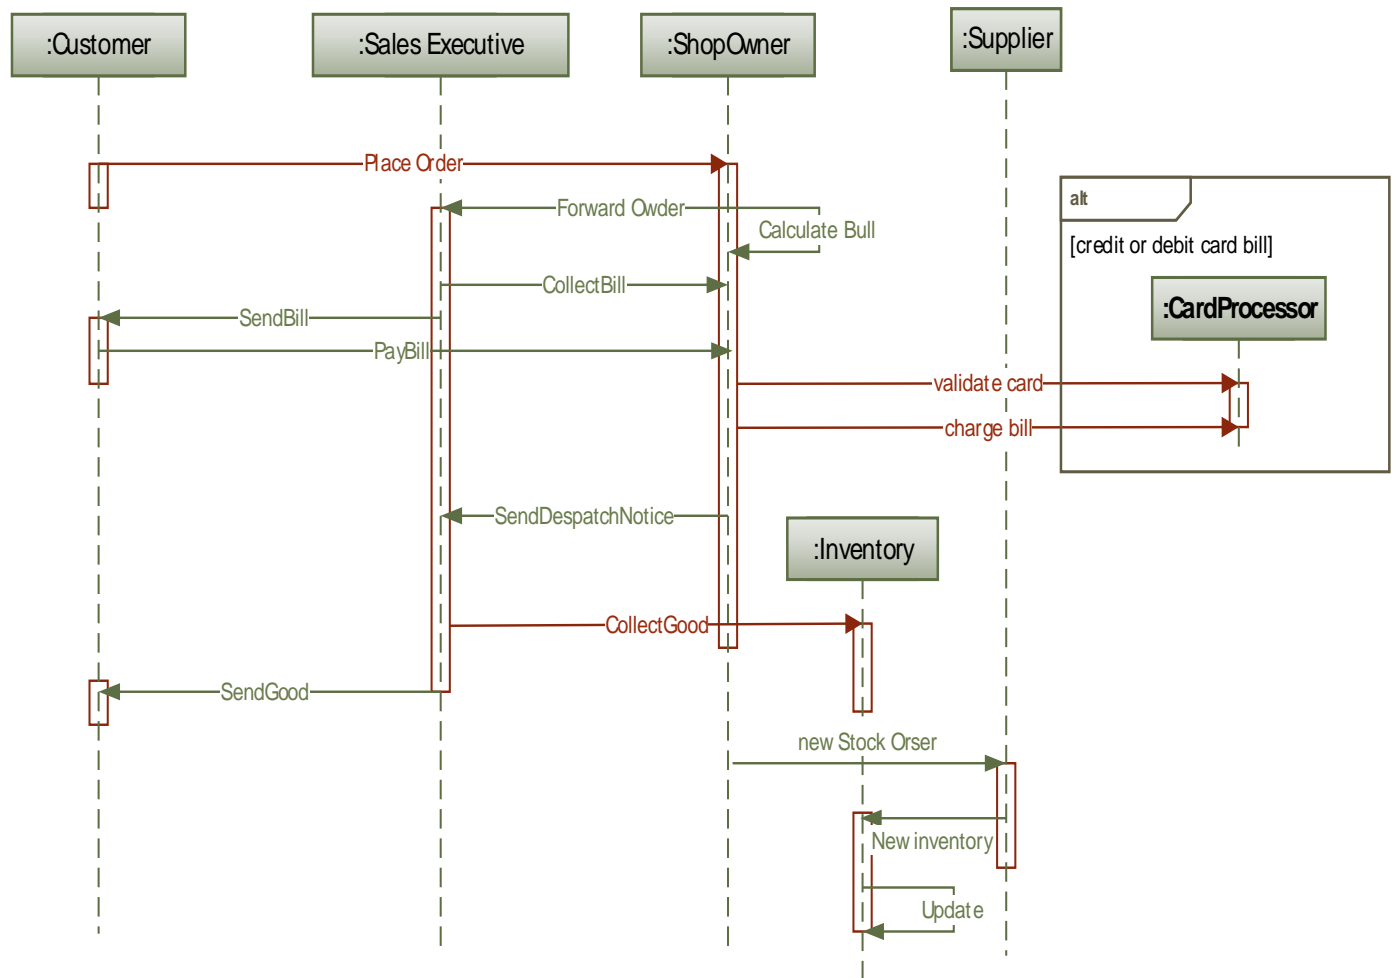 :Customer
:Sales Executive
:ShopOwner
:Supplier
Place Order
alt
Forward Owder
Calculate Bull
[credit or debit card bill]
CollectBill
:CardProcessor
SendBill
PayBill
validate card
charge bill
SendDespatchNotice
:Inventory
CollectGood
SendGood
new Stock Orser
New inventory
Update